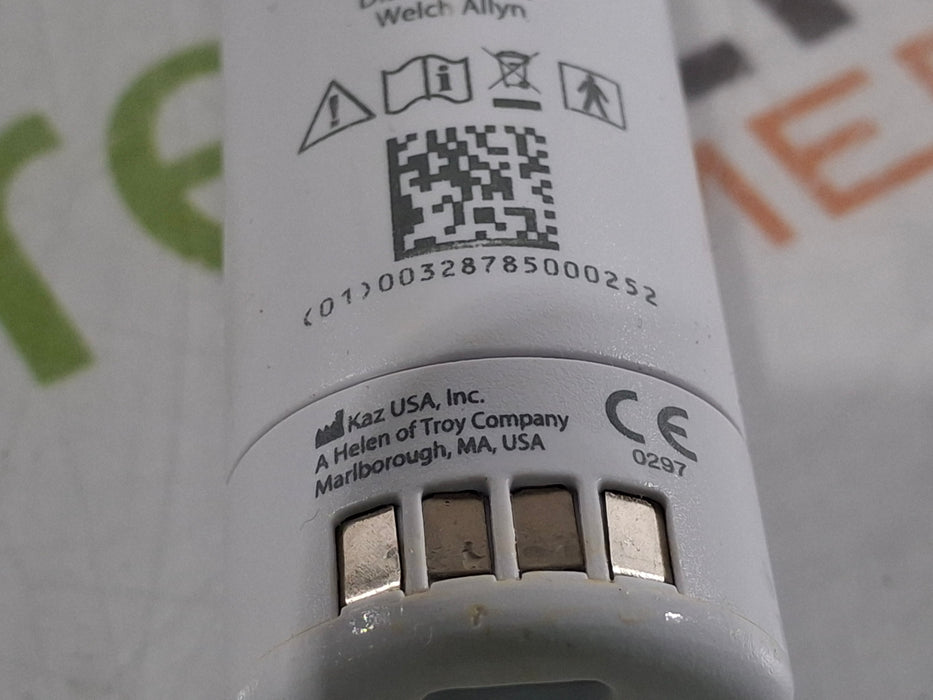 Welch Allyn
(01)00328785000252
Kaz USA, Inc.
A Helen of Troy Company
Marlborough, MA, USA
CE
0297